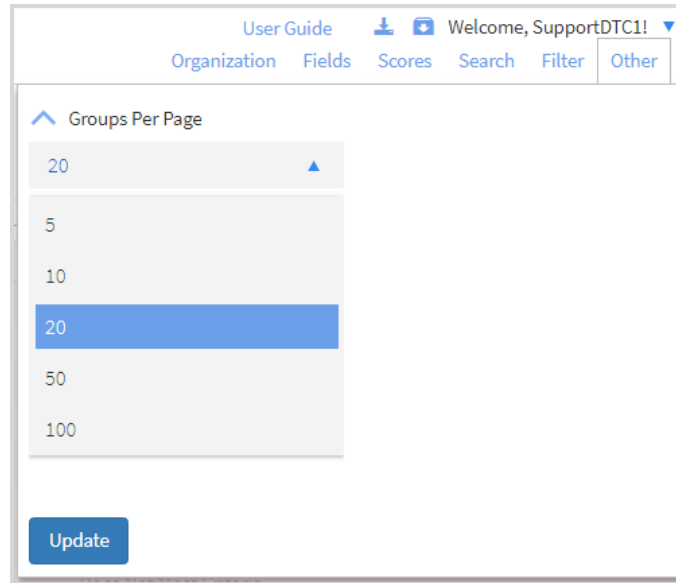 User Guide Welcome, SupportDTC1!
Organization Fields Scores Search Filter Other
Groups Per Page
20
5
10
20
50
100
Update